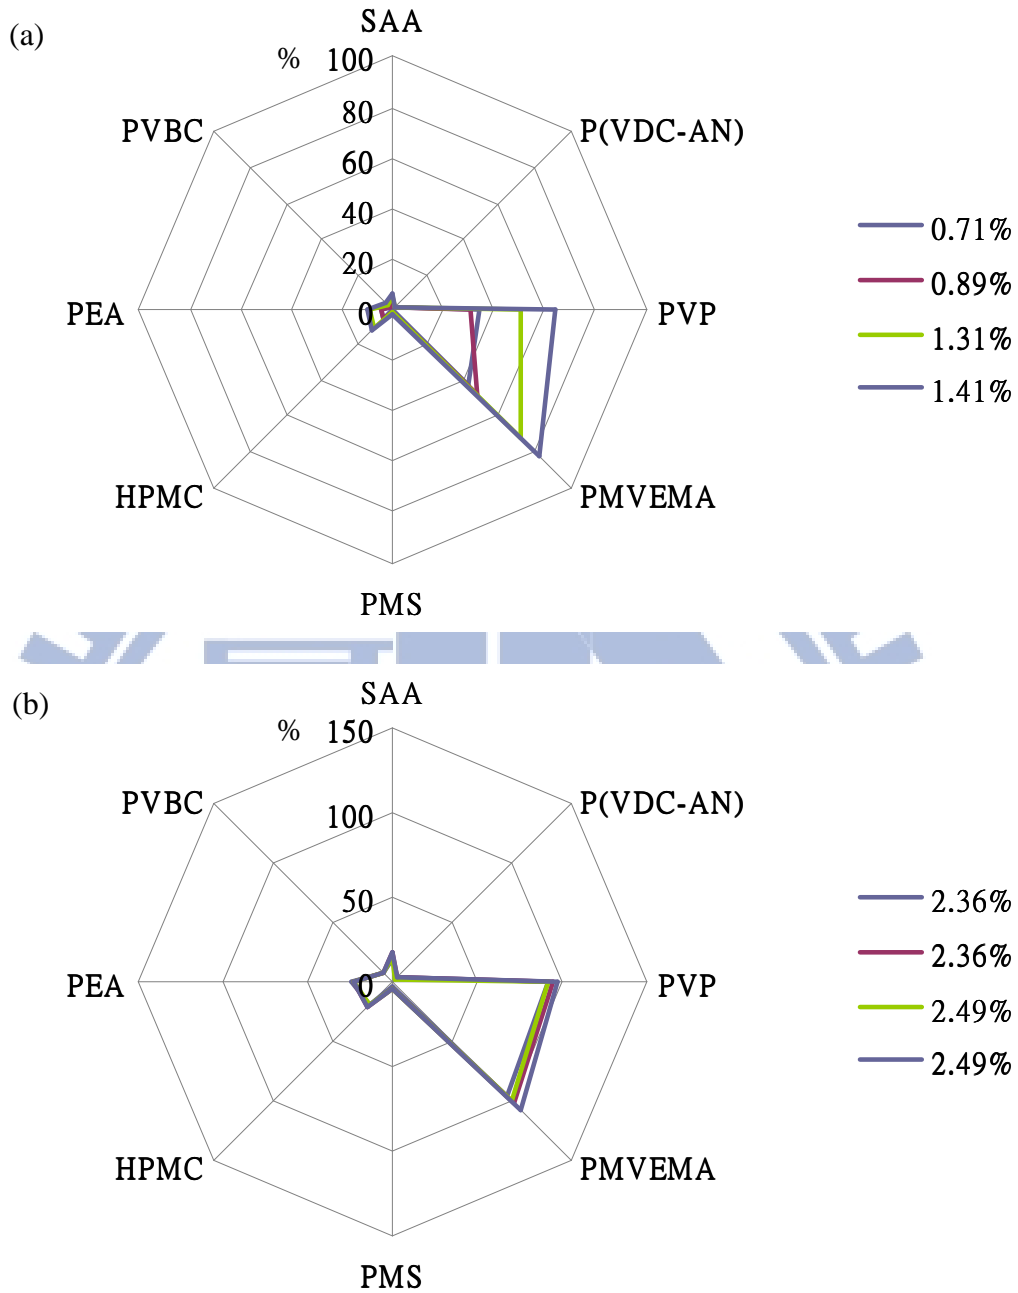 (a)
SAA
% 100
80
60
40
20
0
PVBC
P(VDC-AN)
PEA
PVP
HPMC
PMVEMA
PMS
0.71%
0.89%
1.31%
1.41%
(b)
SAA
% 150
100
50
0
PVBC
P(VDC-AN)
PEA
PVP
HPMC
PMVEMA
PMS
2.36%
2.36%
2.49%
2.49%